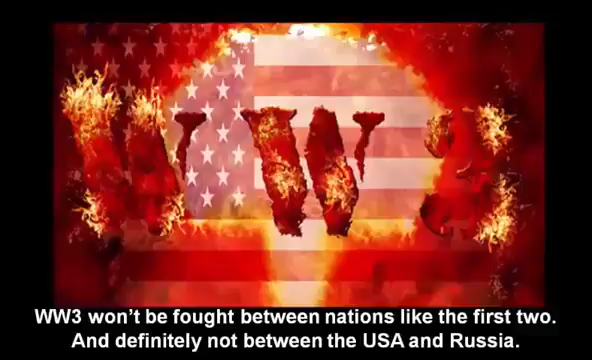 WW3
WW3 won't be fought between nations like the first two.
And definitely not between the USA and Russia.